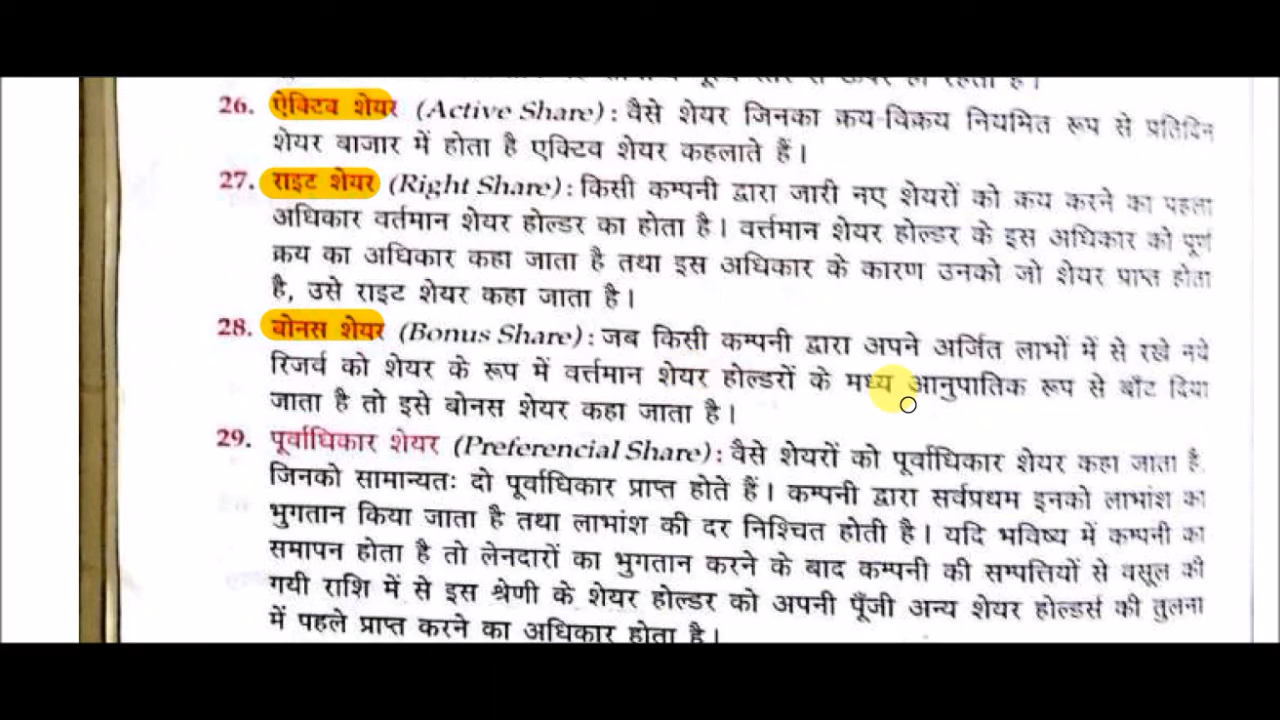 26. ऐक्टिव शेयर (Active Share) : वैसे शेयर जिनका क्रय-विक्रय नियमित रूप से प्रतिदिन
शेयर बाजार में होता है एक्टिव शेयर कहलाते हैं।
27. राइट शेयर (Right Share) : किसी कम्पनी द्वारा जारी नए शेयरों को क्रय करने का पहला
अधिकार वर्तमान शेयर होल्डर का होता है। वर्त्तमान शेयर होल्डर के इस अधिकार को पूर्ण
क्रय का अधिकार कहा जाता है तथा इस अधिकार के कारण उनको जो शेयर प्राप्त होता
है, उसे राइट शेयर कहा जाता है।
28. बोनस शेयर (Bonus Share) : जब किसी कम्पनी द्वारा अपने अर्जित लाभों में से रखे नये
रिजर्व को शेयर के रूप में वर्त्तमान शेयर होल्डरों के मध्य आनुपातिक रूप से बाँट दिया
जाता है तो इसे बोनस शेयर कहा जाता है।
29. पूर्वाधिकार शेयर (Preferencial Share) : वैसे शेयरों को पूर्वाधिकार शेयर कहा जाता है,
जिनको सामान्यतः दो पूर्वाधिकार प्राप्त होते हैं। कम्पनी द्वारा सर्वप्रथम इनको लाभांश का
भुगतान किया जाता है तथा लाभांश की दर निश्चित होती है। यदि भविष्य में कम्पनी का
समापन होता है तो लेनदारों का भुगतान करने के बाद कम्पनी की सम्पत्तियों से वसूल की
गयी राशि में से इस श्रेणी के शेयर होल्डर को अपनी पूँजी अन्य शेयर होल्डर्स की तुलना
में पहले प्राप्त करने का अधिकार होता है।